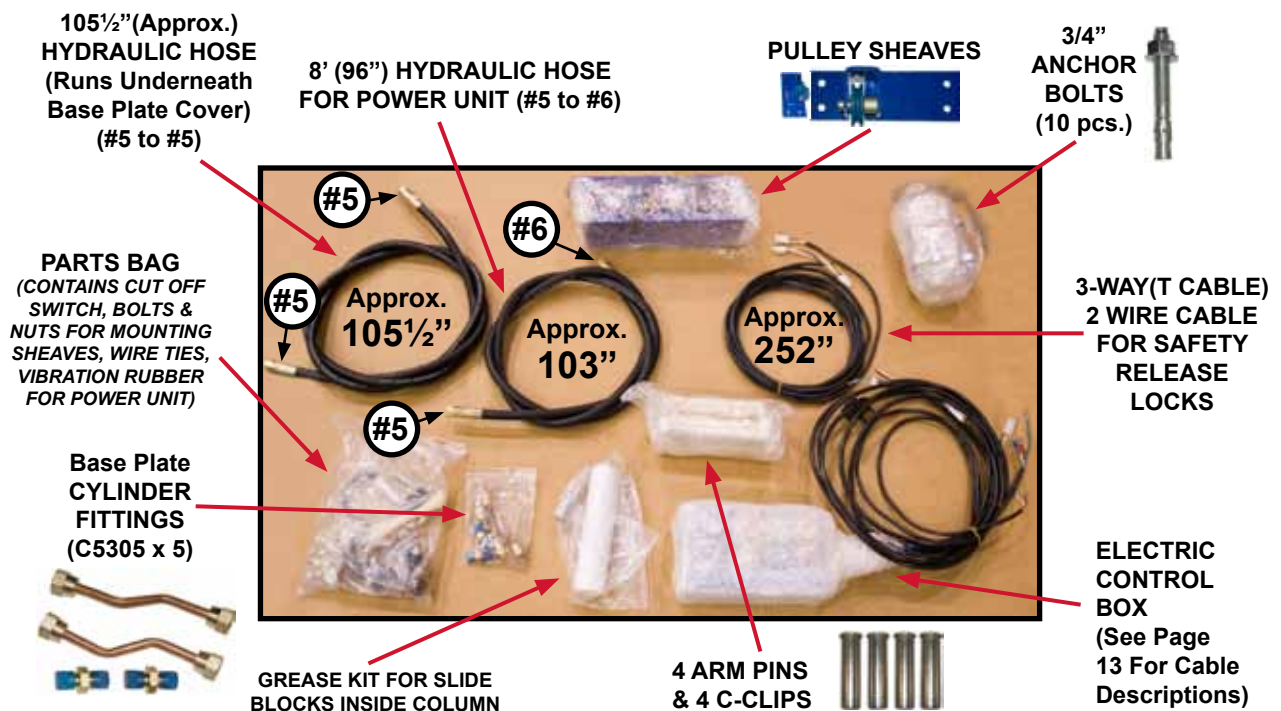 105½”(Approx.)
HYDRAULIC HOSE
(Runs Underneath
Base Plate Cover)
(#5 to #5)
8’ (96”) HYDRAULIC HOSE
FOR POWER UNIT (#5 to #6)
PULLEY SHEAVES
3/4”
ANCHOR
BOLTS
(10 pcs.)
#5
#6
#5
#5
Approx.
105½”
Approx.
103”
Approx.
252”
PARTS BAG
(CONTAINS CUT OFF
SWITCH, BOLTS &
NUTS FOR MOUNTING
SHEAVES, WIRE TIES,
VIBRATION RUBBER
FOR POWER UNIT)
3-WAY(T CABLE)
2 WIRE CABLE
FOR SAFETY
RELEASE
LOCKS
Base Plate
CYLINDER
FITTINGS
(C5305 x 5)
GREASE KIT FOR SLIDE
BLOCKS INSIDE COLUMN
4 ARM PINS
& 4 C-CLIPS
ELECTRIC
CONTROL
BOX
(See Page
13 For Cable
Descriptions)